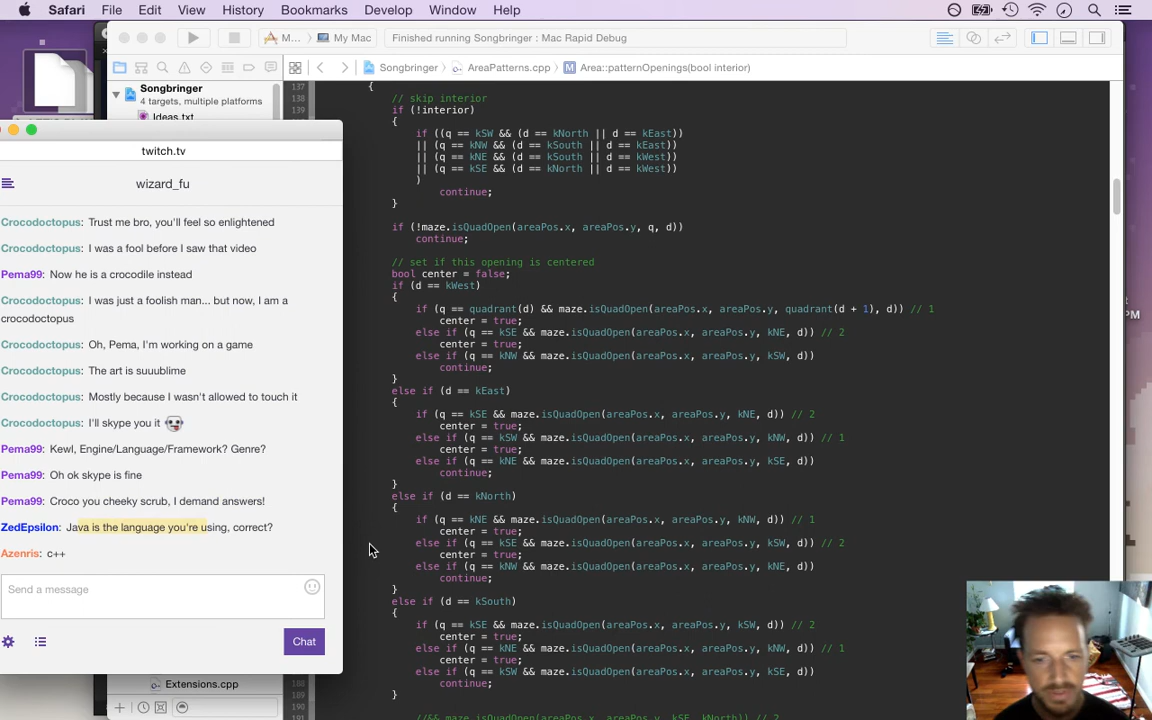 Safari File Edit View History Bookmarks Develop Window Help
M... My Mac Finished running Songbringer : Mac Rapid Debug
Songbringer AreaPatterns.cpp M Area::patternOpenings(bool interior)
Songbringer
4 targets, multiple platforms
Ideas.txt
twitch.tv
wizard_fu
Crocodoctopus: Trust me bro, you'll feel so enlightened
Crocodoctopus: I was a fool before I saw that video
Pema99: Now he is a crocodile instead
Crocodoctopus: I was just a foolish man... but now, I am a
crocodoctopus
Crocodoctopus: Oh, Pema, I'm working on a game
Crocodoctopus: The art is suuublime
Crocodoctopus: Mostly because I wasn't allowed to touch it
Crocodoctopus: I'll skype you it
Pema99: Kewl, Engine/Language/Framework? Genre?
Pema99: Oh ok skype is fine
Pema99: Croco you cheeky scrub, I demand answers!
ZedEpsilon: Java is the language you're using, correct?
Azenris: c++
Send a message
Chat
Extensions.cpp
137 {
138 // skip interior
139 if (!interior)
{
if ((q == kSW && (d == kNorth || d == kEast))
|| (q == kNW && (d == kSouth || d == kEast))
|| (q == kNE && (d == kSouth || d == kWest))
|| (q == kSE && (d == kNorth || d == kWest))
)
continue;
}
if (!maze.isQuadOpen(areaPos.x, areaPos.y, q, d))
continue;
// set if this opening is centered
bool center = false;
if (d == kWest)
{
if (q == quadrant(d) && maze.isQuadOpen(areaPos.x, areaPos.y, quadrant(d + 1), d)) // 1
center = true;
else if (q == kSE && maze.isQuadOpen(areaPos.x, areaPos.y, kNE, d)) // 2
center = true;
else if (q == kNW && maze.isQuadOpen(areaPos.x, areaPos.y, kSW, d))
continue;
}
else if (d == kEast)
{
if (q == kSE && maze.isQuadOpen(areaPos.x, areaPos.y, kNE, d)) // 2
center = true;
else if (q == kSW && maze.isQuadOpen(areaPos.x, areaPos.y, kNW, d)) // 1
center = true;
else if (q == kNE && maze.isQuadOpen(areaPos.x, areaPos.y, kSE, d))
continue;
}
else if (d == kNorth)
{
if (q == kNE && maze.isQuadOpen(areaPos.x, areaPos.y, kNW, d)) // 1
center = true;
else if (q == kSE && maze.isQuadOpen(areaPos.x, areaPos.y, kSW, d)) // 2
center = true;
else if (q == kNW && maze.isQuadOpen(areaPos.x, areaPos.y, kNE, d))
continue;
}
else if (d == kSouth)
{
if (q == kSE && maze.isQuadOpen(areaPos.x, areaPos.y, kSW, d)) // 2
center = true;
else if (q == kNE && maze.isQuadOpen(areaPos.x, areaPos.y, kNW, d)) // 1
center = true;
else if (q == kSW && maze.isQuadOpen(areaPos.x, areaPos.y, kSE, d))
continue;
188
189 }
190
191 //&& maze.isQuadOpen(areaPos.x, areaPos.y, kSE, kNorth)) // 2
PM